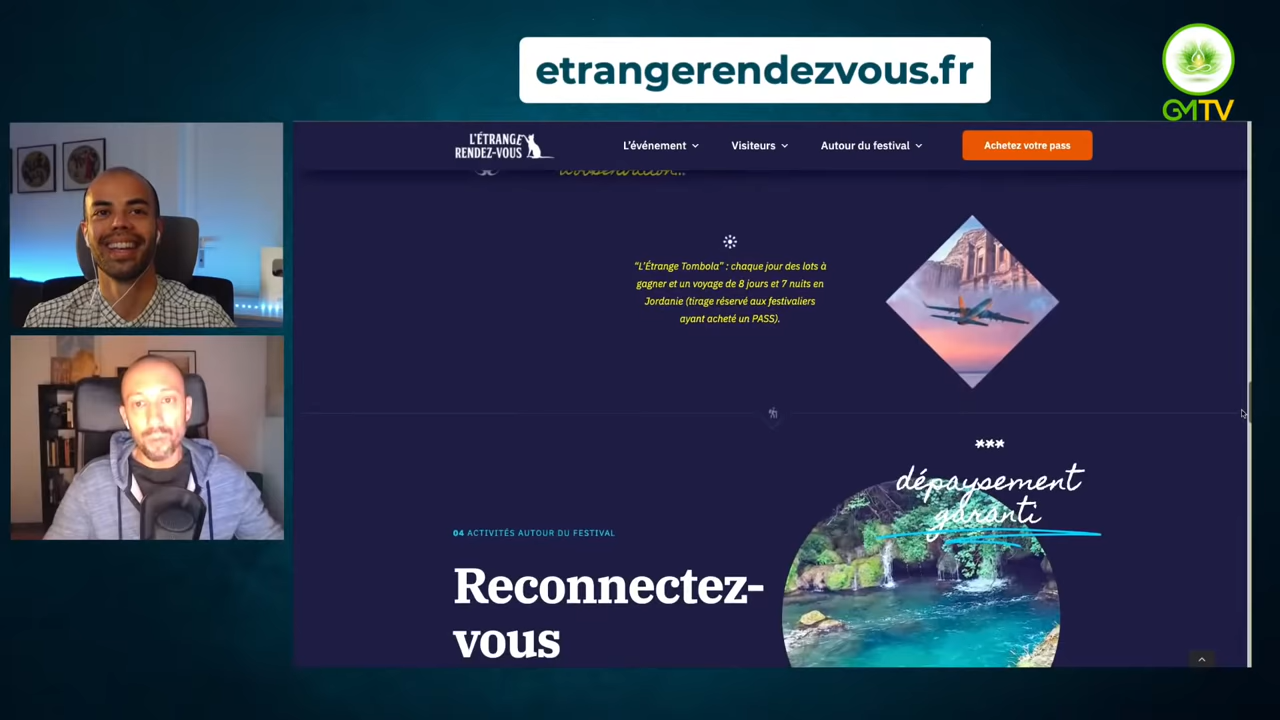 etrangerendezvous.fr
GMTV
L'ÉTRANGE
RENDEZ-VOUS
L'événement
Visiteurs
Autour du festival
Achetez votre pass
"L'Étrange Tombola" : chaque jour des lots à
gagner et un voyage de 8 jours et 7 nuits en
Jordanie (tirage réservé aux festivaliers
ayant acheté un PASS).
***
dépaysement
garanti
04 ACTIVITÉS AUTOUR DU FESTIVAL
Reconnectez-
vous